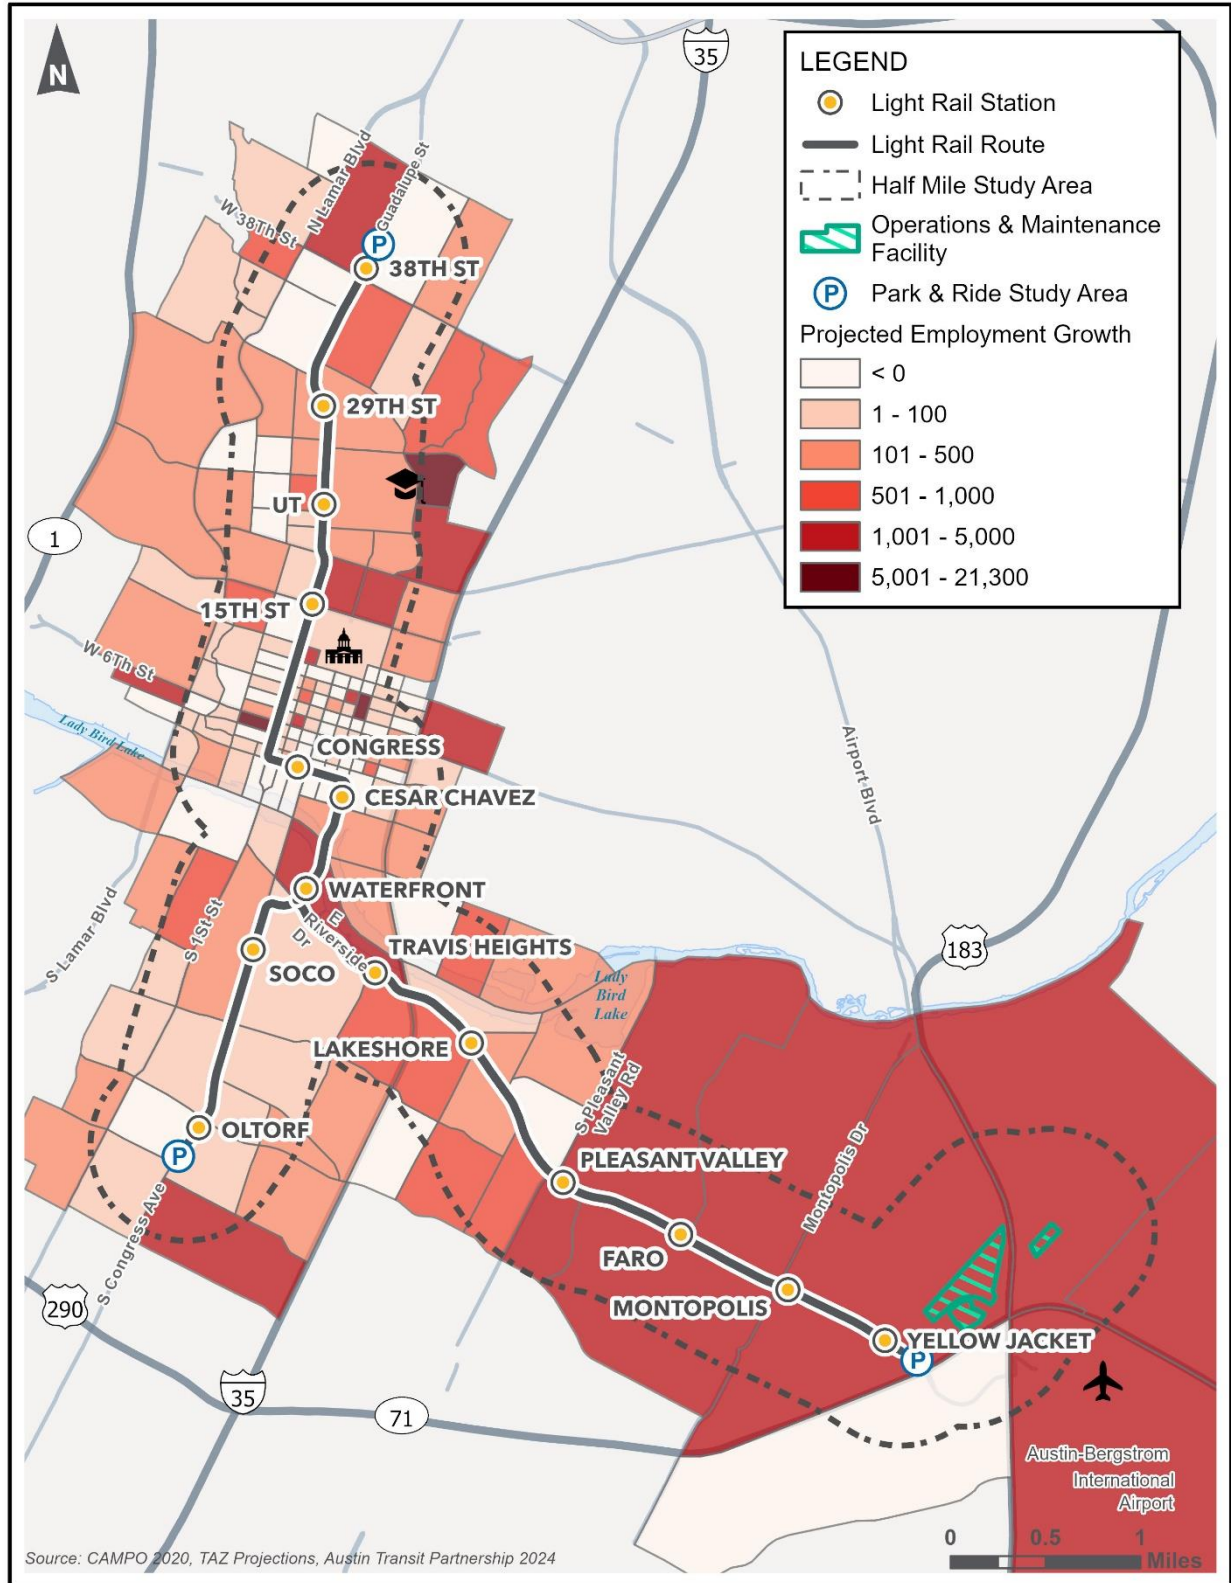 N
35
LEGEND
Light Rail Station
Light Rail Route
Half Mile Study Area
Operations & Maintenance
Facility
P
Park & Ride Study Area
Projected Employment Growth
< 0
1 - 100
101 - 500
501 - 1,000
1,001 - 5,000
5,001 - 21,300
N Lamar Blvd
Guadalupe St
W 38Th St
P
38TH ST
29TH ST
UT
1
15TH ST
W 6Th St
Lady Bird Lake
CONGRESS
CESAR CHAVEZ
Airport Blvd
WATERFRONT
S Lamar Blvd
S 1St St
E
Riverside
Dr
TRAVIS HEIGHTS
SOCO
183
Lady
Bird
Lake
LAKESHORE
S Pleasant
Valley Rd
OLTORF
P
PLEASANT VALLEY
Montopolis Dr
S Congress Ave
FARO
290
MONTOPOLIS
YELLOW JACKET
P
35
71
Austin-Bergstrom
International
Airport
0 0.5 1
Miles
Source: CAMPO 2020, TAZ Projections, Austin Transit Partnership 2024